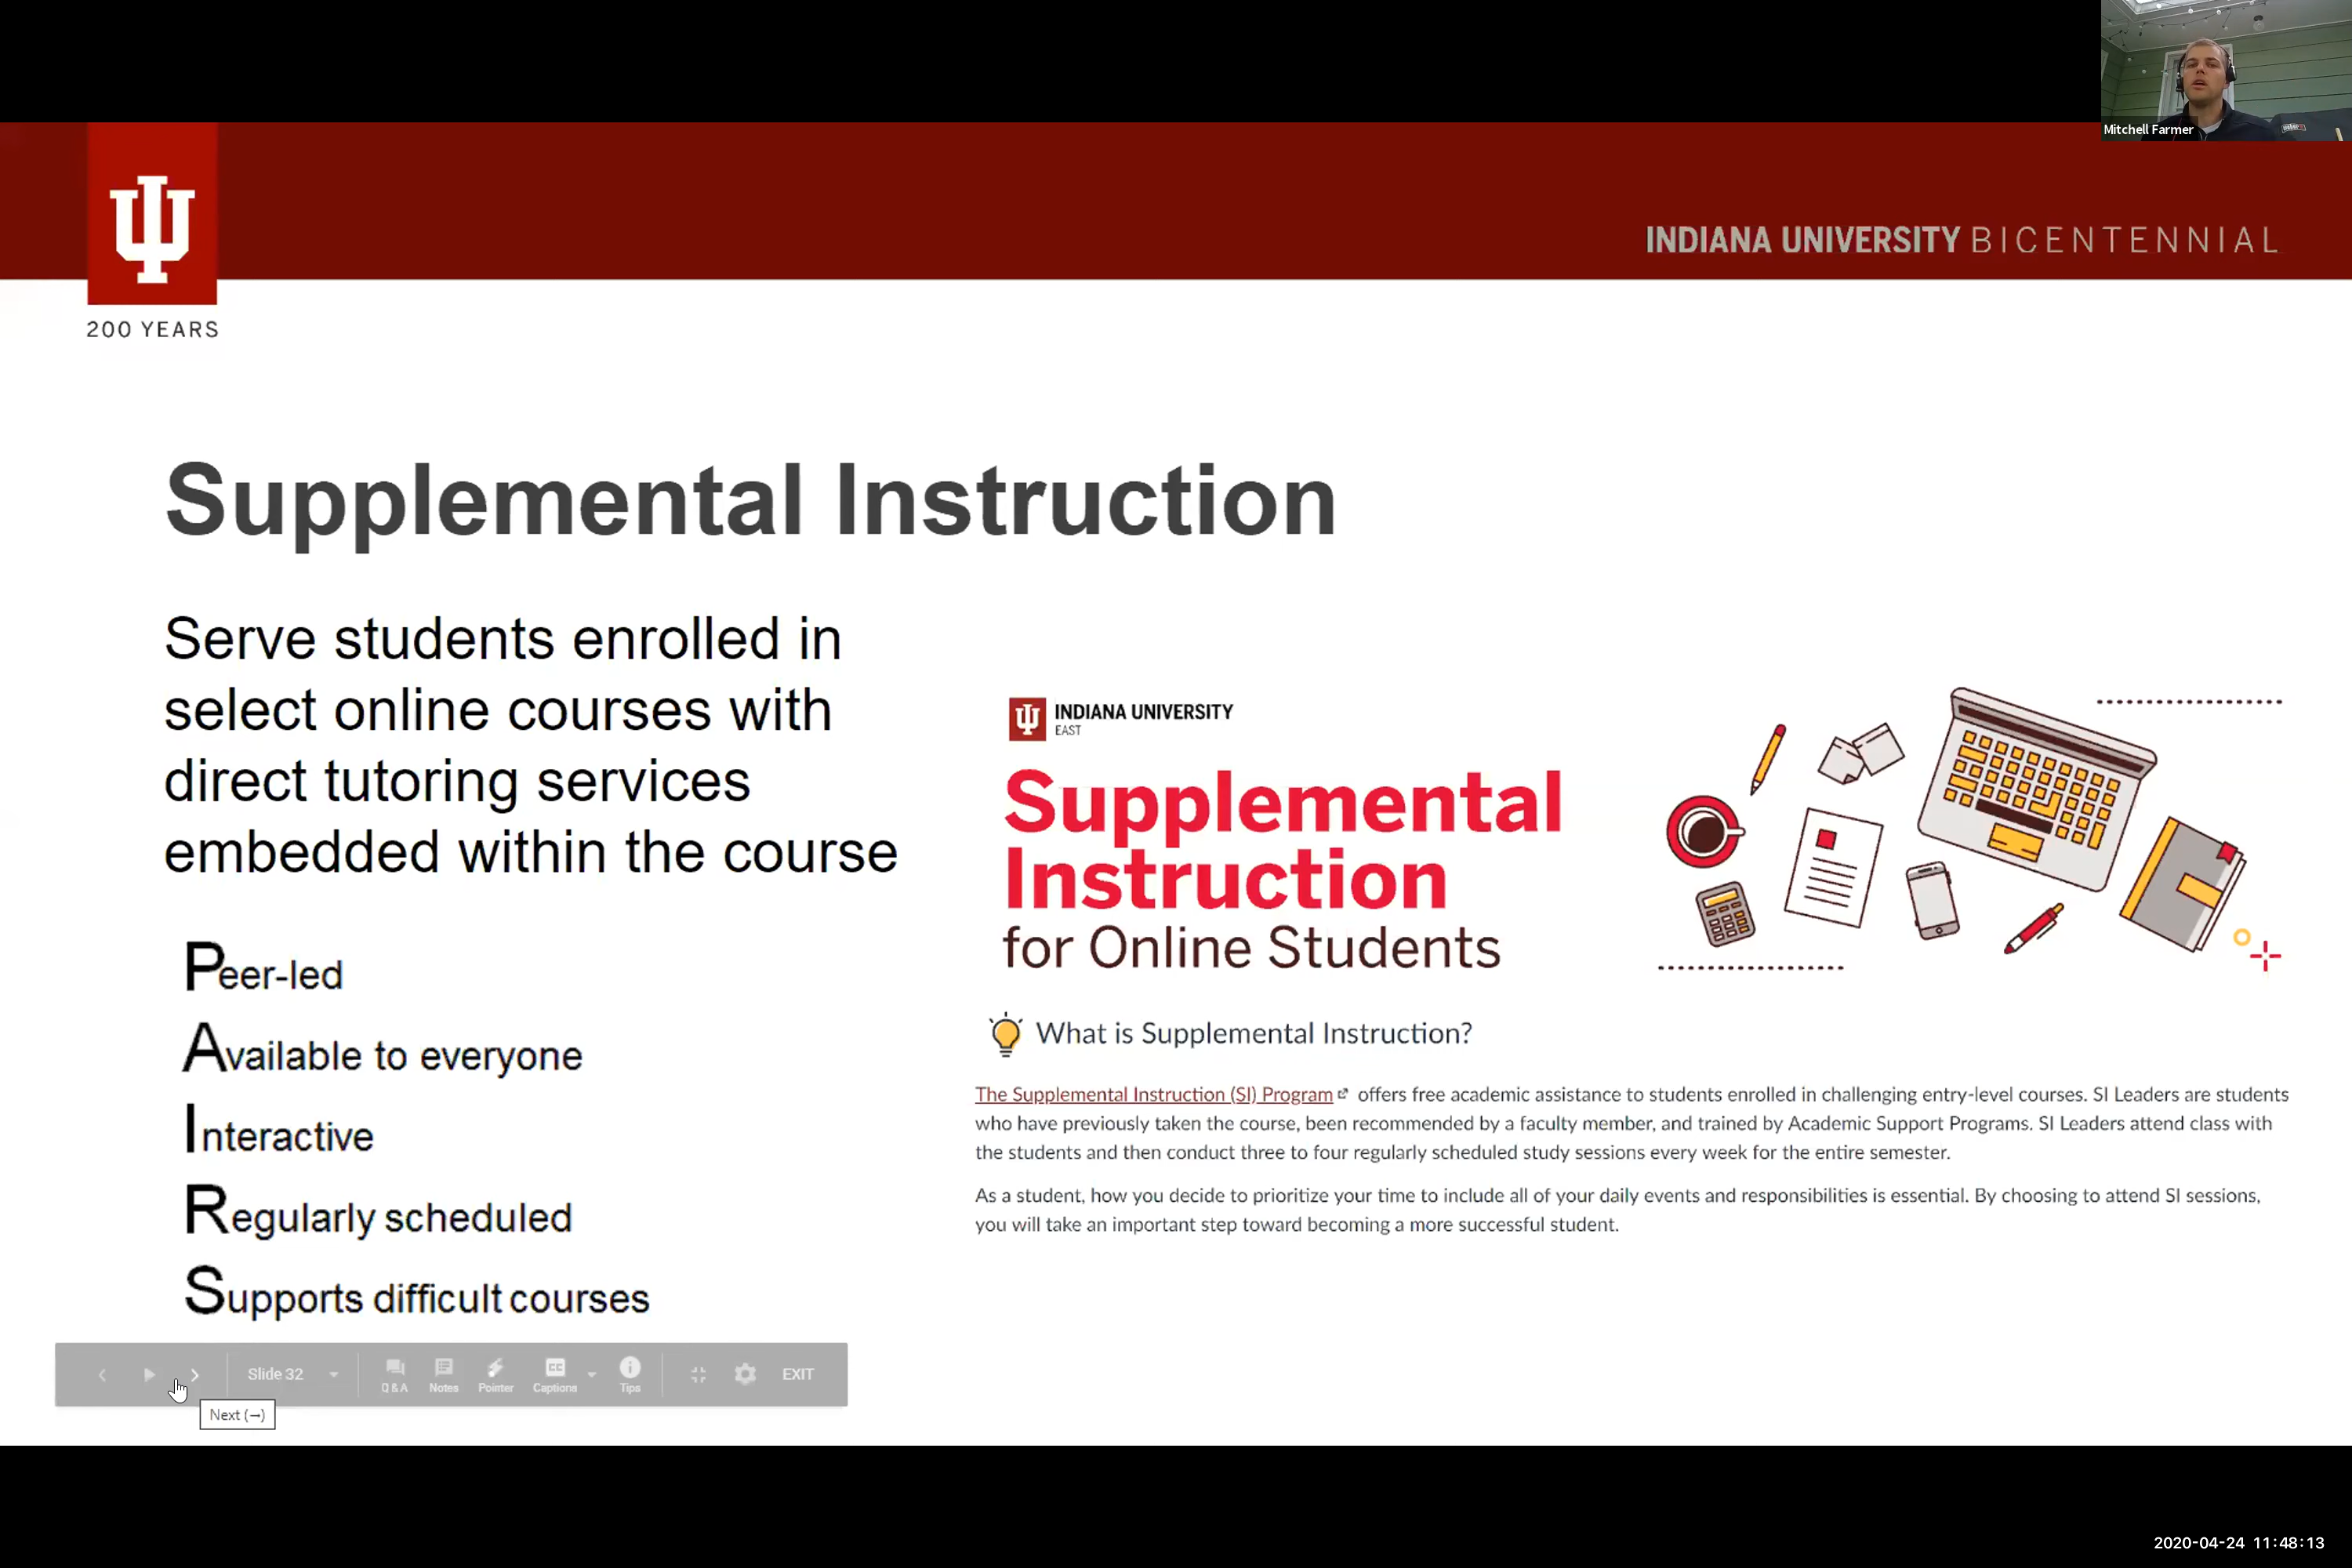 Mitchell Farmer
INDIANA UNIVERSITY BICENTENNIAL
200 YEARS
Supplemental Instruction
Serve students enrolled in
select online courses with
direct tutoring services
embedded within the course
Peer-led
Available to everyone
Interactive
Regularly scheduled
Supports difficult courses
INDIANA UNIVERSITY
EAST
Supplemental
Instruction
for Online Students
What is Supplemental Instruction?
The Supplemental Instruction (SI) Program offers free academic assistance to students enrolled in challenging entry-level courses. SI Leaders are students
who have previously taken the course, been recommended by a faculty member, and trained by Academic Support Programs. SI Leaders attend class with
the students and then conduct three to four regularly scheduled study sessions every week for the entire semester.
As a student, how you decide to prioritize your time to include all of your daily events and responsibilities is essential. By choosing to attend SI sessions,
you will take an important step toward becoming a more successful student.
Slide 32
Q & A
Notes
Pointer
CC
Captions
Tips
EXIT
Next (→)
2020-04-24 11:48:13